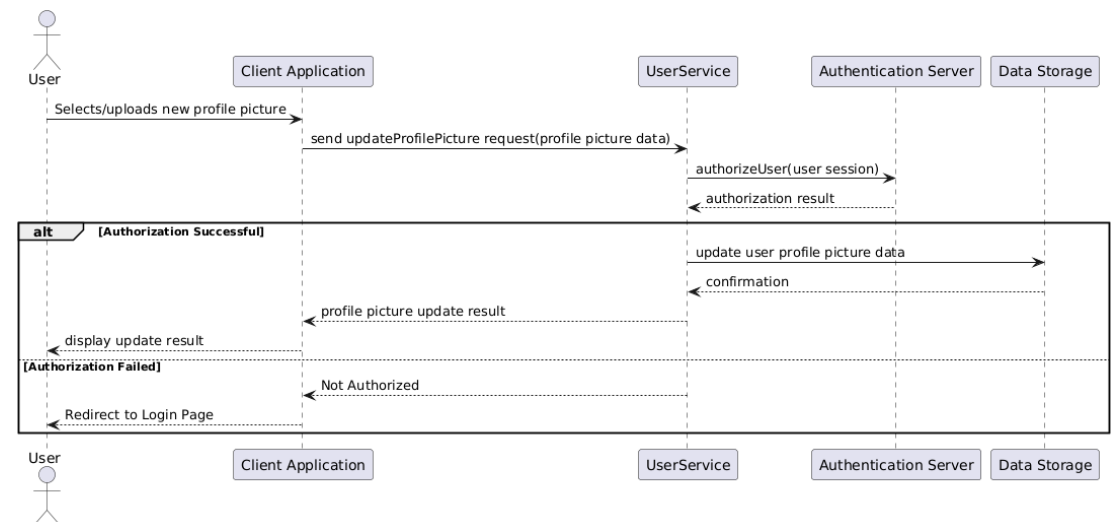 User
Client Application
UserService
Authentication Server
Data Storage
Selects/uploads new profile picture
send updateProfilePicture request(profile picture data)
authorizeUser(user session)
authorization result
alt
[Authorization Successful]
update user profile picture data
confirmation
profile picture update result
display update result
[Authorization Failed]
Not Authorized
Redirect to Login Page
User
Client Application
UserService
Authentication Server
Data Storage